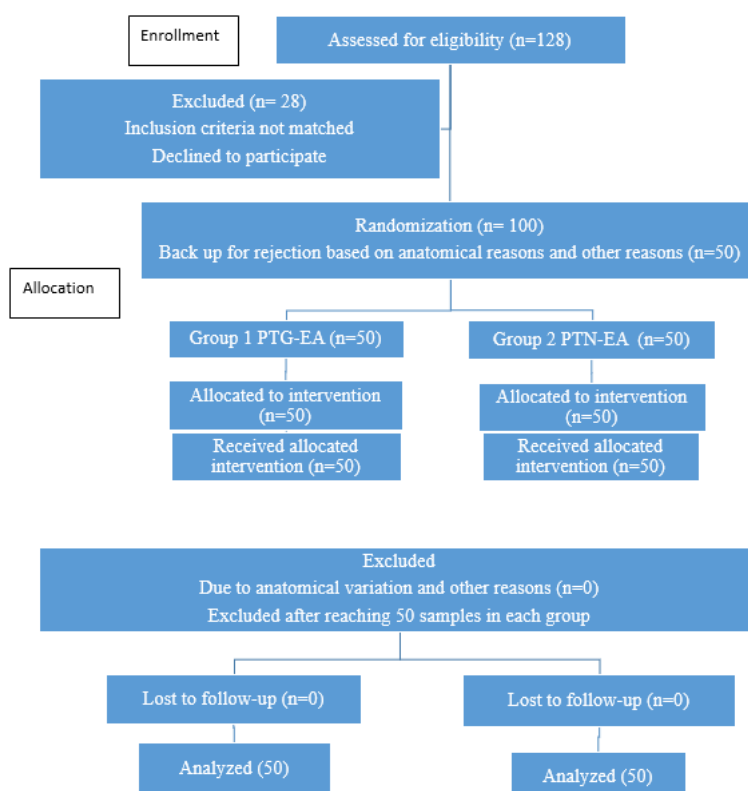 Enrollment
Assessed for eligibility (n=128)
Excluded (n= 28)
Inclusion criteria not matched
Declined to participate
Randomization (n= 100)
Back up for rejection based on anatomical reasons and other reasons (n=50)
Allocation
Group 1 PTG-EA (n=50)
Group 2 PTN-EA (n=50)
Allocated to intervention
(n=50)
Allocated to intervention
(n=50)
Received allocated
intervention (n=50)
Received allocated
intervention (n=50)
Excluded
Due to anatomical variation and other reasons (n=0)
Excluded after reaching 50 samples in each group
Lost to follow-up (n=0)
Lost to follow-up (n=0)
Analyzed (50)
Analyzed (50)